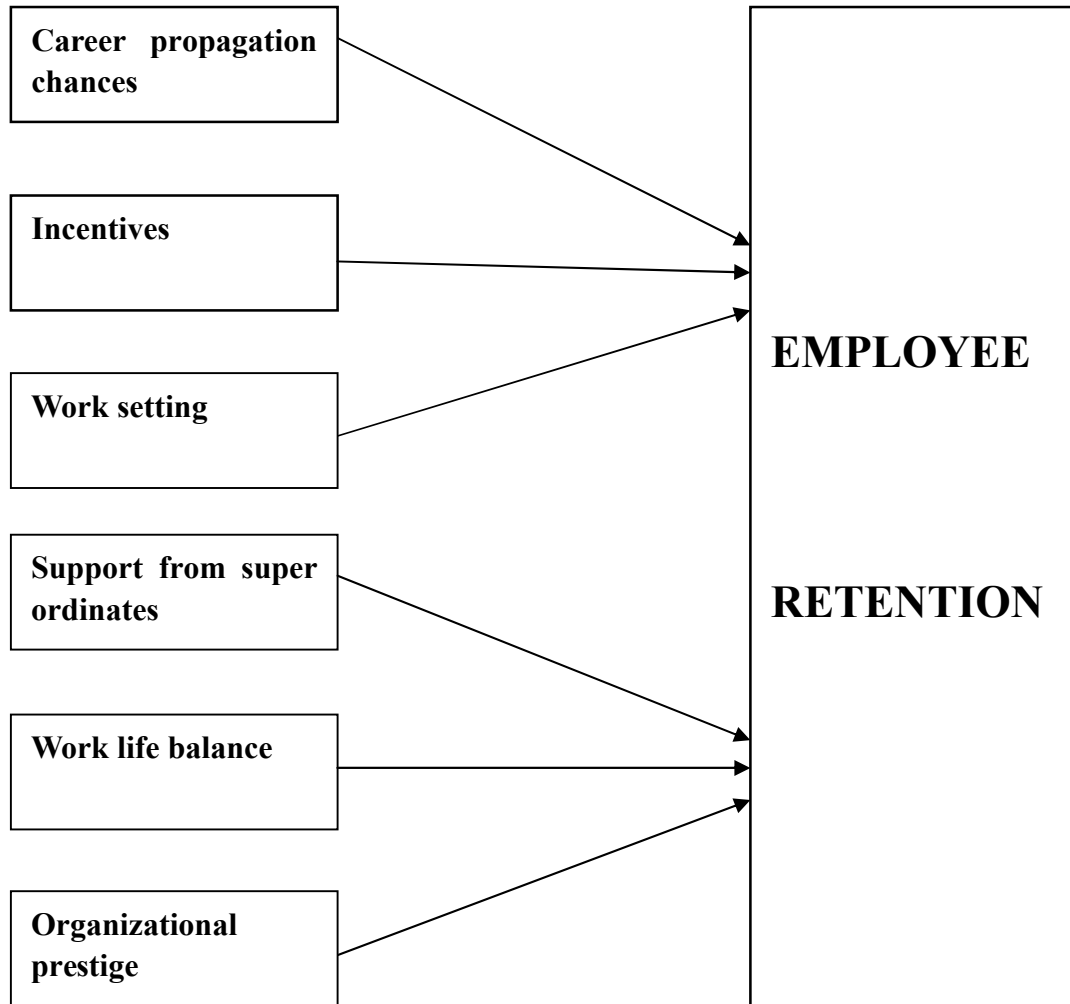 Career propagation
chances
Incentives
Work setting
Support from super
ordinates
Work life balance
Organizational
prestige
EMPLOYEE
RETENTION